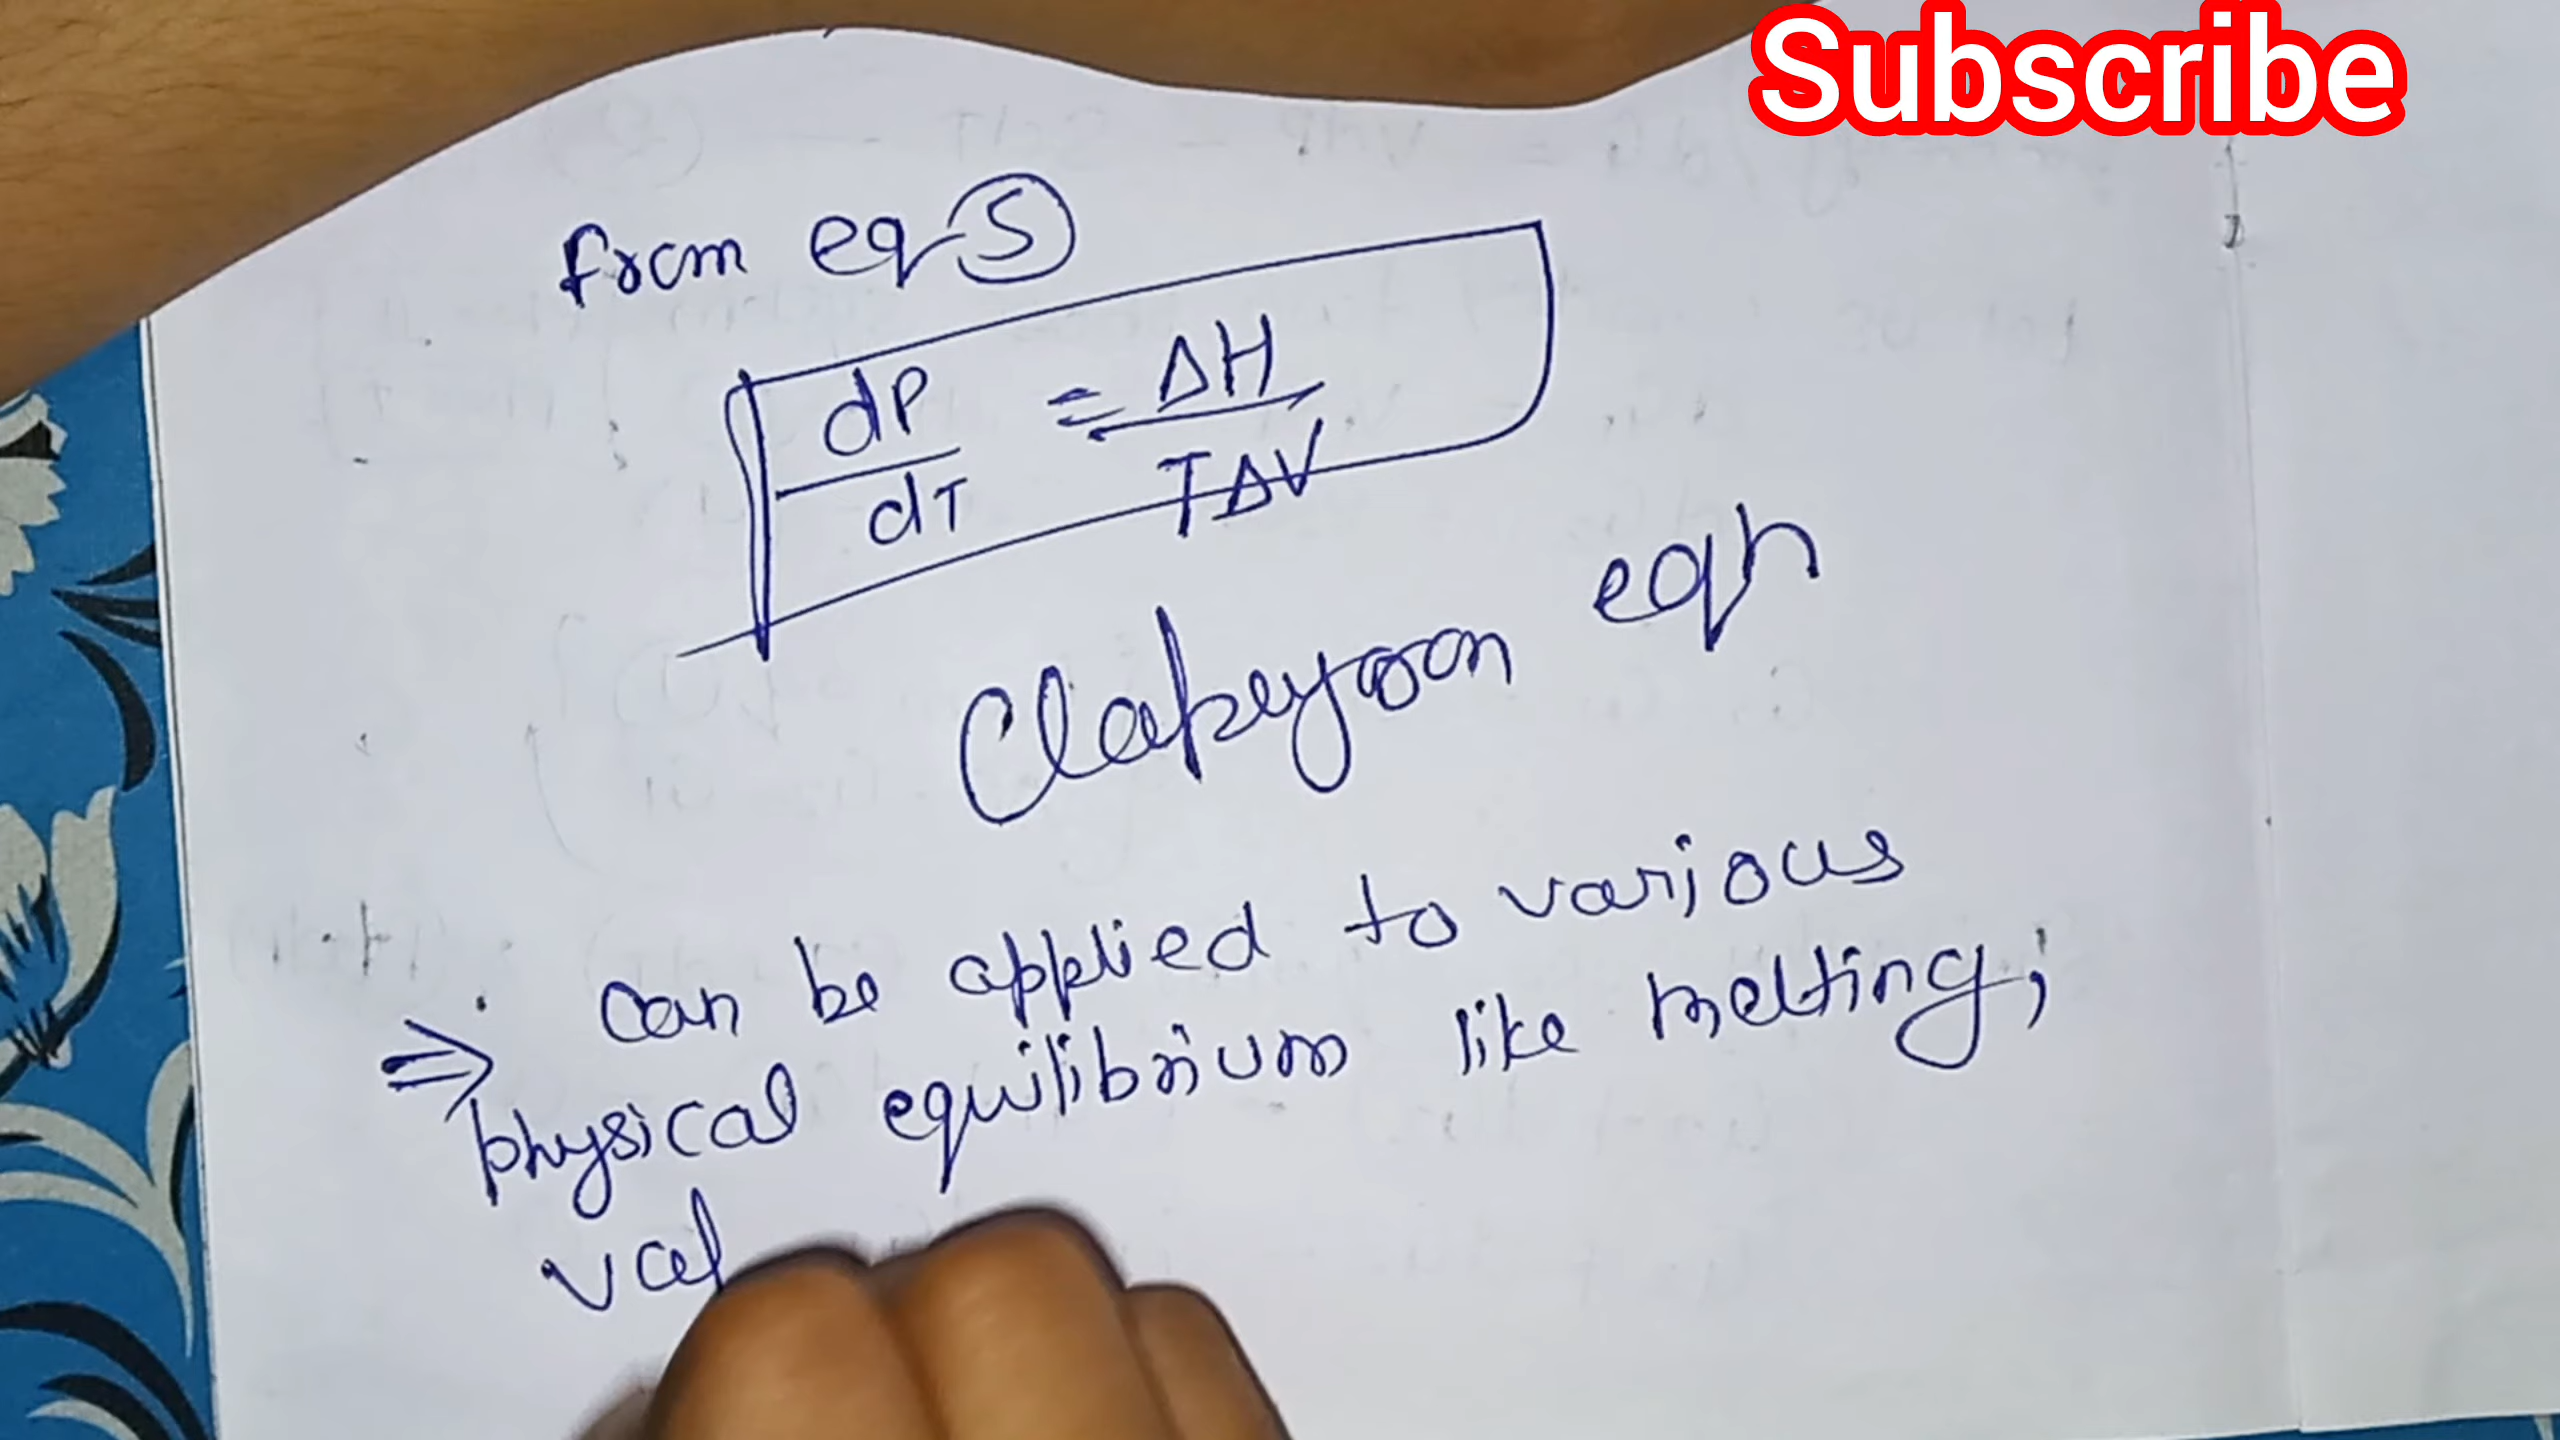 Subscribe
from eq 5
dP/dT = ΔH/TΔV
Clapeyron eqn
⇒ can be applied to various
physical equilibrium like melting,